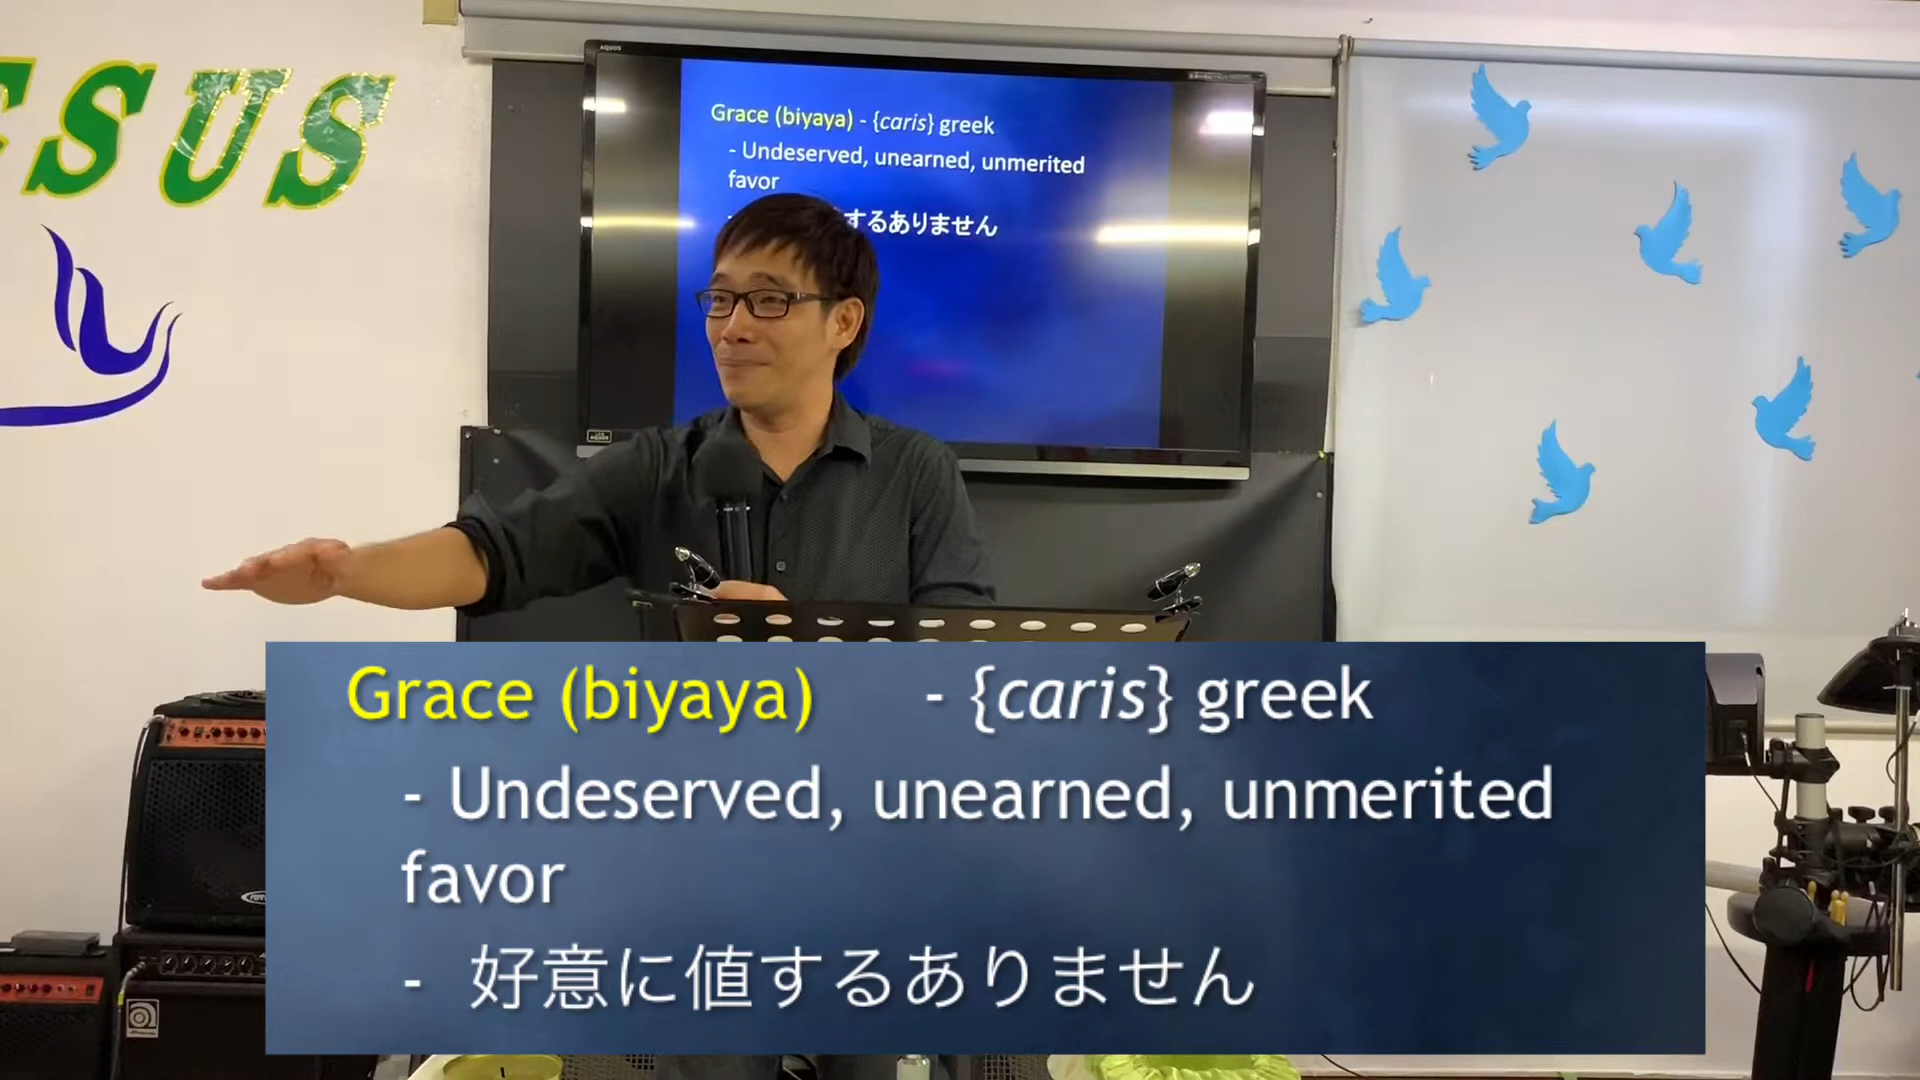 ESUS
AQUOS
Grace (biyaya) - {caris} greek
- Undeserved, unearned, unmerited
favor
するありません
AQUOS
Grace (biyaya) - {caris} greek
- Undeserved, unearned, unmerited
favor
- 好意に値するありません